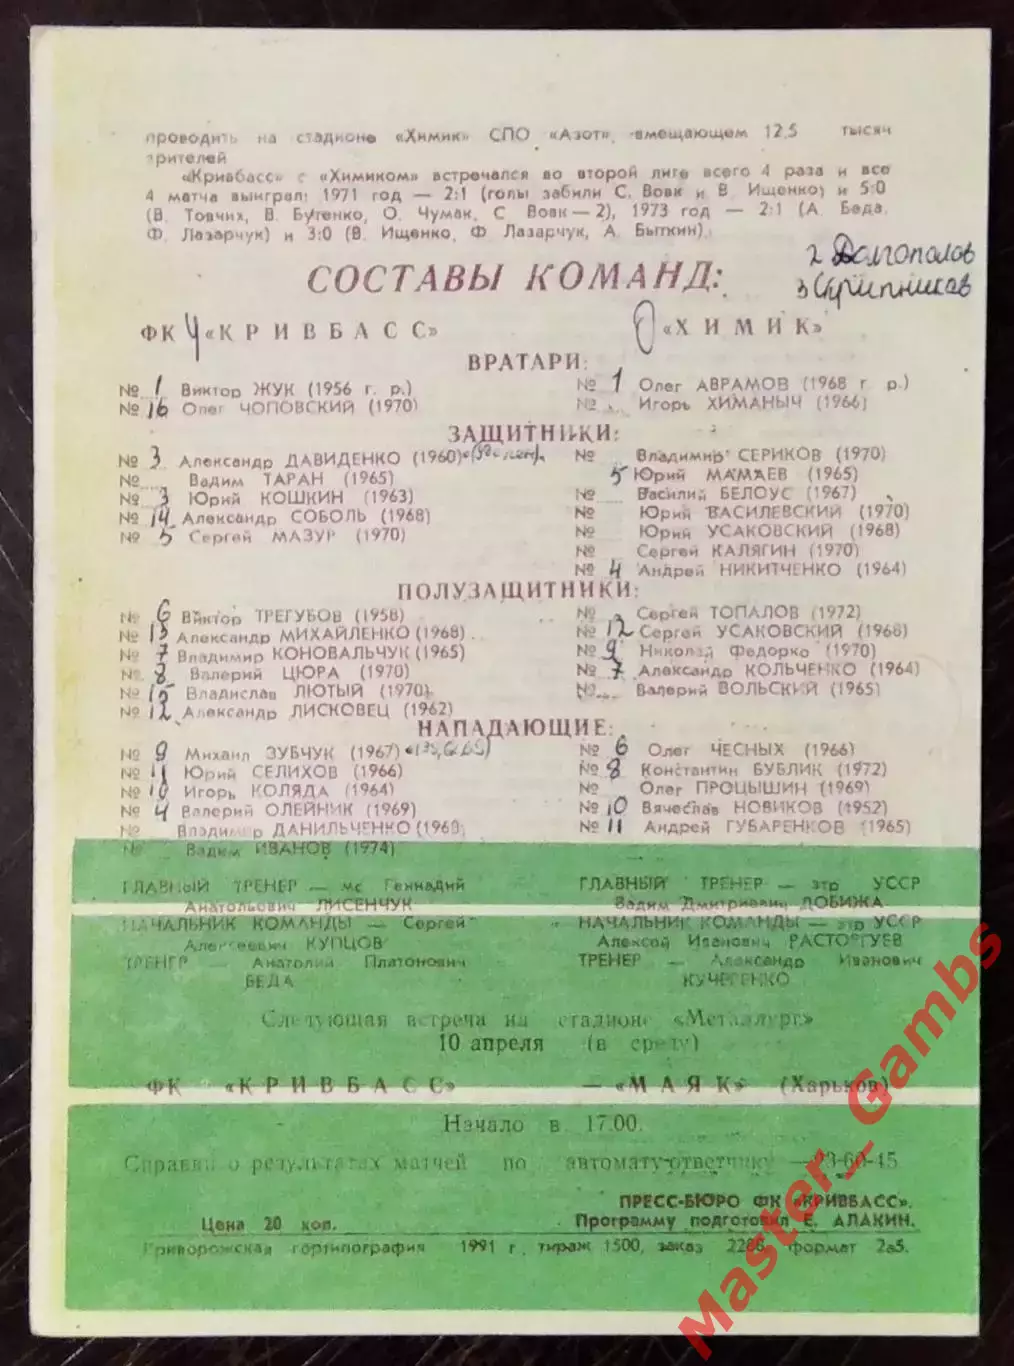 проводить на стадионе «Химик» СПО «Азот», вмещающем 12,5 тысяч
зрителей
«Кривбасс» с «Химиком» встречался во второй лиге всего 4 раза и все
4 матча выиграл: 1971 год — 2:1 (голы забили С. Вовк и В. Ищенко) и 5:0
(В. Товчих, В. Бутенко, О. Чумак, С. Вовк — 2), 1973 год — 2:1 (А. Беда,
Ф. Лазарчук) и 3:0 (В. Ищенко, Ф. Лазарчук, А. Быткин).
2 Долгополов
СОСТАВЫ КОМАНД:
3 Скрипников
ФК 4 «КРИВБАСС» 0 «ХИМИК»
ВРАТАРИ:
№ 1 Виктор ЖУК (1956 г. р.) № 1 Олег АВРАМОВ (1968 г. р.)
№ 16 Олег ЧОПОВСКИЙ (1970) № Игорь ХИМАНЫЧ (1966)
ЗАЩИТНИКИ:
№ 3 Александр ДАВИДЕНКО (1960) № Владимир СЕРИКОВ (1970)
№ Вадим ТАРАН (1965) 5 Юрий МАМАЕВ (1965)
№ 3 Юрий КОШКИН (1963) № Василий БЕЛОУС (1967)
№ 14 Александр СОБОЛЬ (1968) № Юрий ВАСИЛЕВСКИЙ (1970)
№ 5 Сергей МАЗУР (1970) № Юрий УСАКОВСКИЙ (1968)
№ Сергей КАЛЯГИН (1970)
№ 4 Андрей НИКИТЧЕНКО (1964)
ПОЛУЗАЩИТНИКИ:
№ 6 Виктор ТРЕГУБОВ (1958) № Сергей ТОПАЛОВ (1972)
№ 13 Александр МИХАЙЛЕНКО (1968) № 12 Сергей УСАКОВСКИЙ (1968)
№ 7 Владимир КОНОВАЛЬЧУК (1965) № 9 Николай Федорко (1970)
№ 8 Валерий ЦЮРА (1970) № 7 Александр КОЛЬЧЕНКО (1964)
№ 15 Владислав ЛЮТЫЙ (1970) № Валерий ВОЛЬСКИЙ (1965)
№ 12 Александр ЛИСКОВЕЦ (1962)
НАПАДАЮЩИЕ:
№ 9 Михаил ЗУБЧУК (1967) № 6 Олег ЧЕСНЫХ (1966)
№ 11 Юрий СЕЛИХОВ (1966) № 8 Константин БУБЛИК (1972)
№ 10 Игорь КОЛЯДА (1964) № Олег ПРОЦЫШИН (1969)
№ 4 Валерий ОЛЕЙНИК (1969) № 10 Вячеслав НОВИКОВ (1952)
№ Владимир ДАНИЛЬЧЕНКО (1968) № 11 Андрей ГУБАРЕНКОВ (1965)
№ Вадим ИВАНОВ (1974)
ГЛАВНЫЙ ТРЕНЕР — мс Геннадий Анатольевич ЛИСЕНЧУК
НАЧАЛЬНИК КОМАНДЫ — Сергей Алексеевич КУПЦОВ
ТРЕНЕР — Анатолий Платонович БЕДА
ГЛАВНЫЙ ТРЕНЕР — зтр УССР Вадим Дмитриевич ДОБИЖА
НАЧАЛЬНИК КОМАНДЫ — зтр УССР Алексей Иванович РАСТОРГУЕВ
ТРЕНЕР — Александр Иванович КУЧЕРЕНКО
Следующая встреча на стадионе «Металлург»
10 апреля (в среду)
ФК «КРИВБАСС» — «МАЯК» (Харьков)
Начало в 17.00.
Справки о результатах матчей по автомату-ответчику —23-60-15
ПРЕСС-БЮРО ФК «КРИВБАСС».
Цена 20 коп. Программу подготовил Е. АЛАКИН.
Криворожская гортипография 1991 г, тираж 1500, заказ 2286, формат 2а5.
Master_Gambs